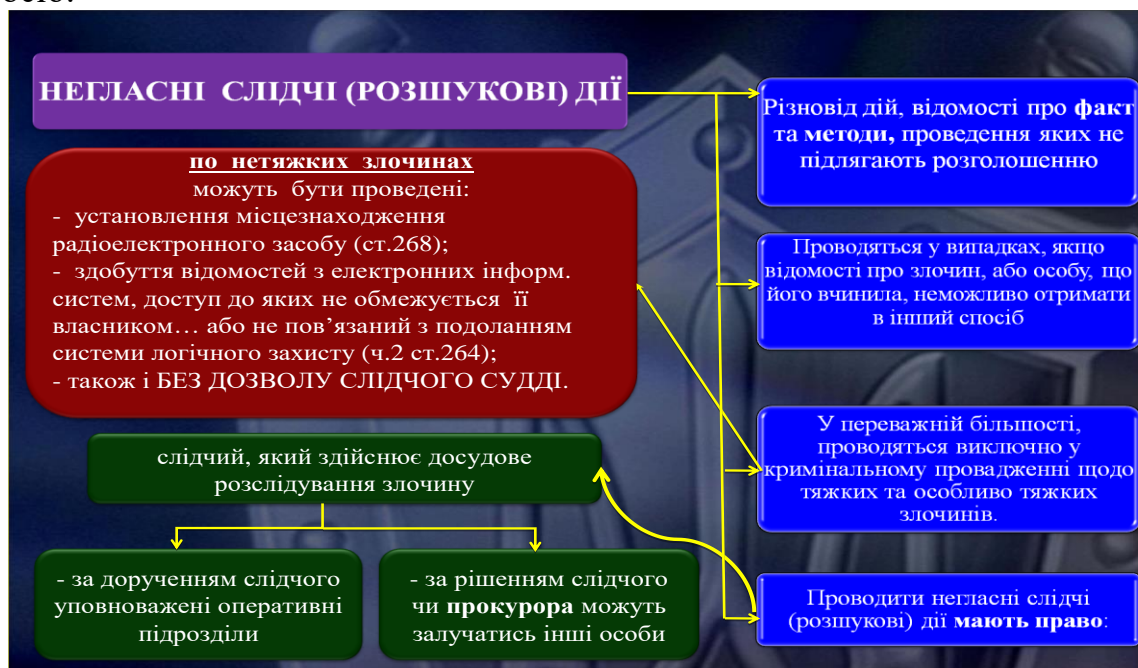 НЕГЛАСНІ СЛІДЧІ (РОЗШУКОВІ) ДІЇ
Різновід дій, відомості про факт
та методи, проведення яких не
підлягають розголошенню
по нетяжких злочинах
можуть бути проведені:
- установлення місцезнаходження
радіоелектронного засобу (ст.268);
- здобуття відомостей з електронних інформ.
систем, доступ до яких не обмежується її
власником… або не пов’язаний з подоланням
системи логічного захисту (ч.2 ст.264);
- також і БЕЗ ДОЗВОЛУ СЛІДЧОГО СУДДІ.
Проводяться у випадках, якщо
відомості про злочин, або особу, що
його вчинила, неможливо отримати
в інший спосіб
У переважній більшості,
проводяться виключно у
кримінальному провадженні щодо
тяжких та особливо тяжких
злочинів.
Проводити негласні слідчі
(розшукові) дії мають право:
слідчий, який здійснює досудове
розслідування злочину
- за дорученням слідчого
уповноважені оперативні
підрозділи
- за рішенням слідчого
чи прокурора можуть
залучатись інші особи